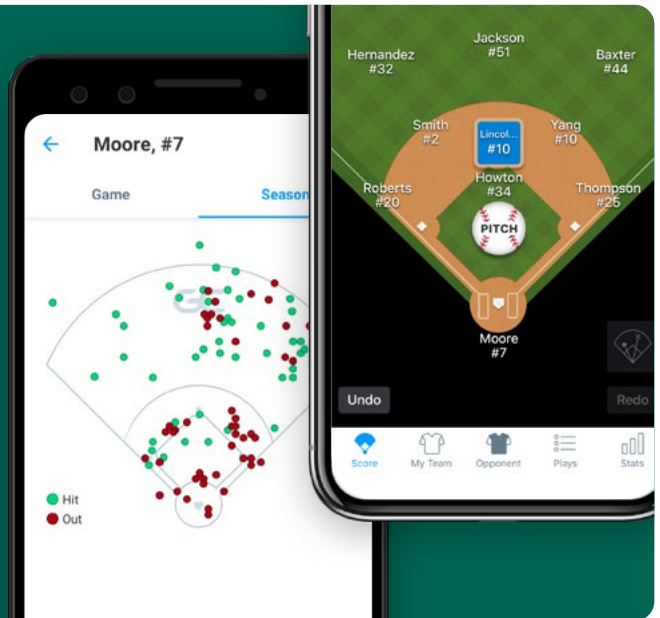 Moore, #7
Game
Season
Hit
Out
Jackson
#51
Hernandez
#32
Baxter
#44
Smith
#2
Lincol...
#10
Yang
#10
Howton
#34
Roberts
#20
Thompson
#25
PITCH
Moore
#7
Undo
Redo
Score
My Team
Opponent
Plays
Stats